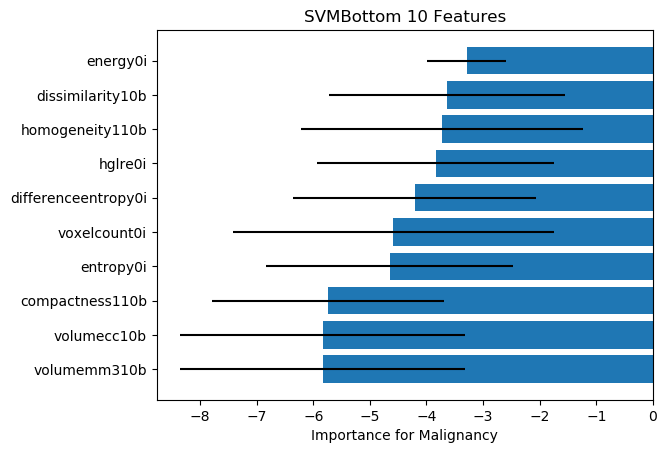 SVMBottom 10 Features
energy0i
dissimilarity10b
homogeneity110b
hglre0i
differenceentropy0i
voxelcount0i
entropy0i
compactness110b
volumecc10b
volumemm310b
−8 −7 −6 −5 −4 −3 −2 −1 0
Importance for Malignancy